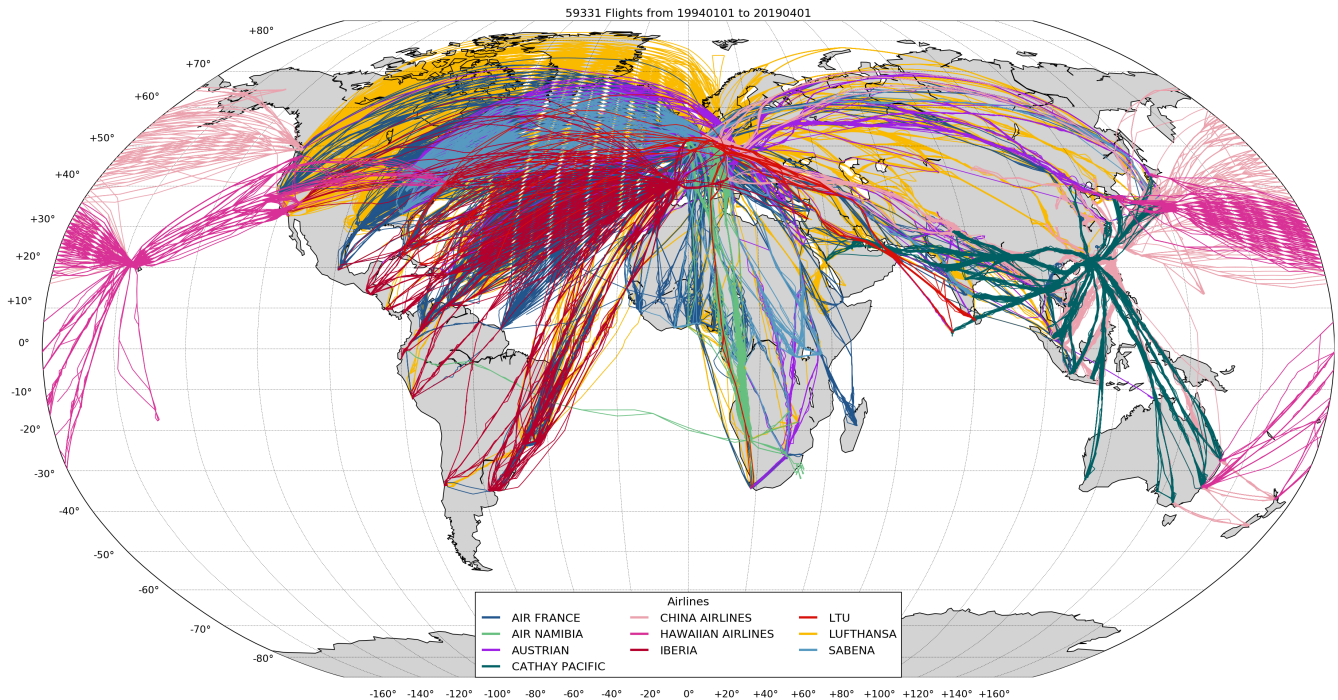 59331 Flights from 19940101 to 20190401
+80°
+70°
+60°
+50°
+40°
+30°
+20°
+10°
0°
-10°
-20°
-30°
-40°
-50°
-60°
-70°
-80°
Airlines
AIR FRANCE CHINA AIRLINES LTU
AIR NAMIBIA HAWAIIAN AIRLINES LUFTHANSA
AUSTRIAN IBERIA SABENA
CATHAY PACIFIC
-160° -140° -120° -100° -80° -60° -40° -20° 0° +20° +40° +60° +80° +100° +120° +140° +160°